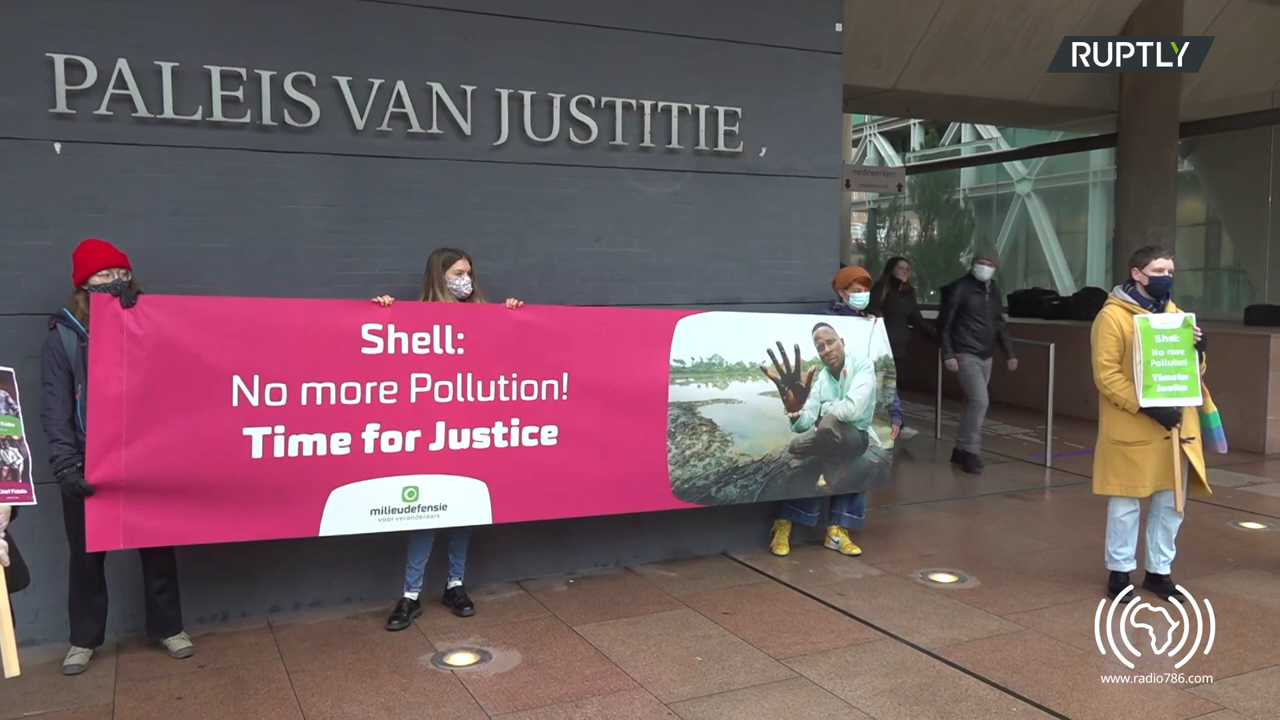 RUPTLY
PALEIS VAN JUSTITIE
medewerkers
Shell:
No more Pollution!
Time for Justice
milieudefensie
voor veranderaars
Shell:
No more
Pollution!
Time for
Justice
www.radio786.com